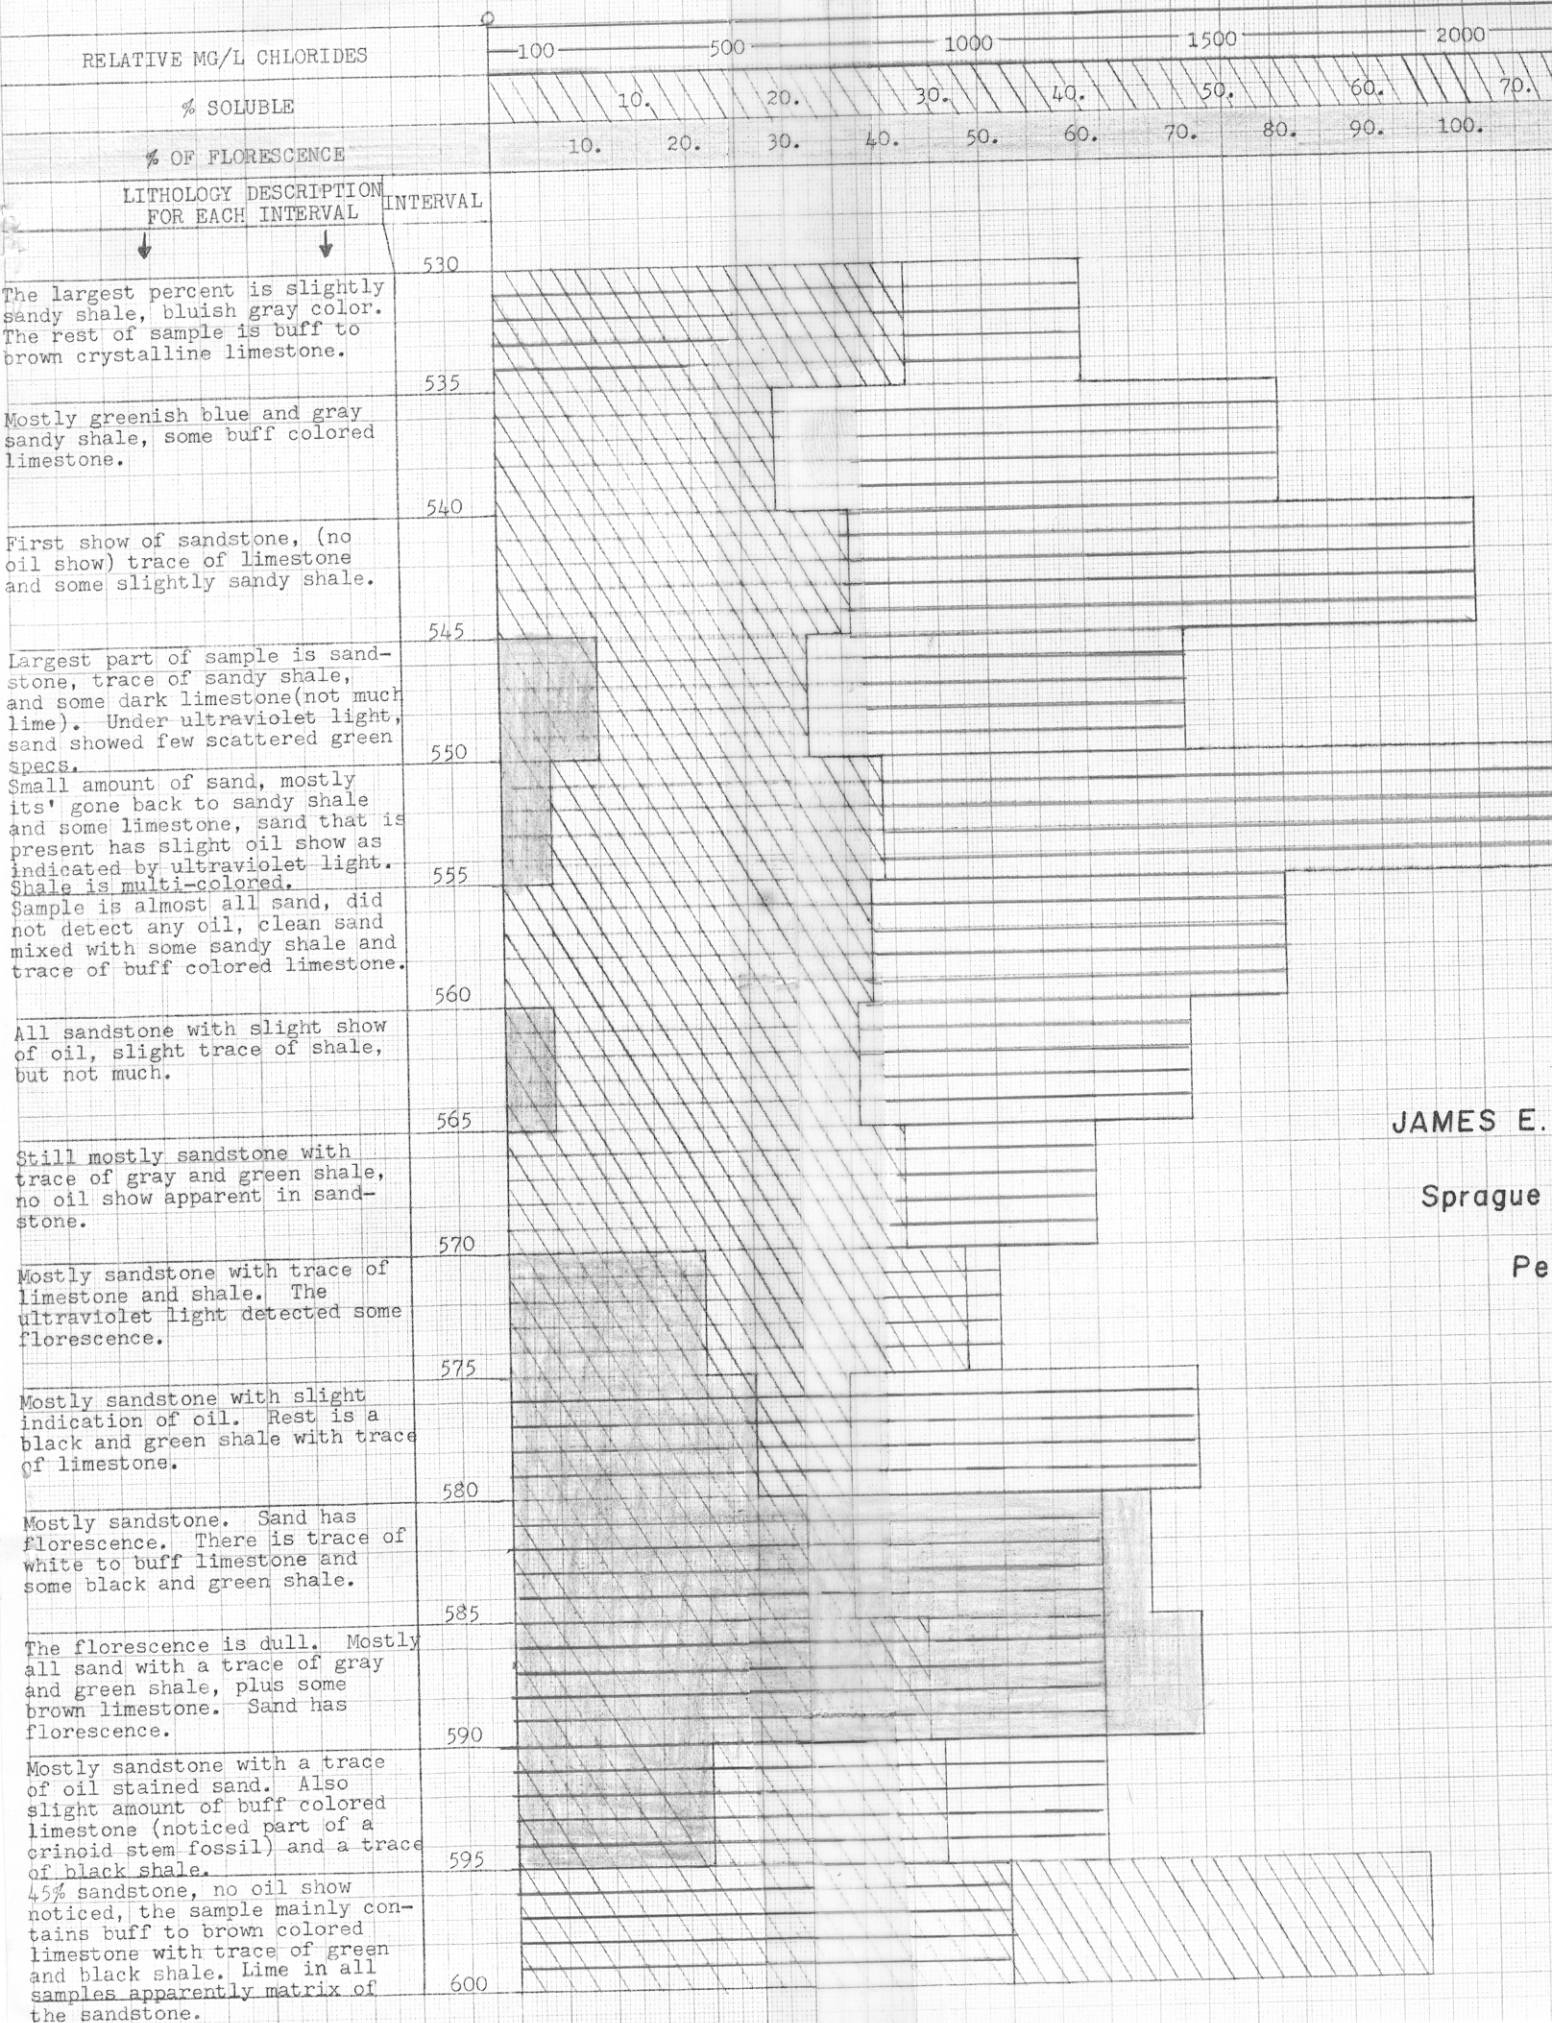 0
RELATIVE MG/L CHLORIDES 100 500 1000 1500 2000
% SOLUBLE 10. 20. 30. 40. 50. 60. 70.
% OF FLORESCENCE 10. 20. 30. 40. 50. 60. 70. 80. 90. 100.
LITHOLOGY DESCRIPTION
FOR EACH INTERVAL
INTERVAL
530
The largest percent is slightly
sandy shale, bluish gray color.
The rest of sample is buff to
brown crystalline limestone.
535
Mostly greenish blue and gray
sandy shale, some buff colored
limestone.
540
First show of sandstone, (no
oil show) trace of limestone
and some slightly sandy shale.
545
Largest part of sample is sand-
stone, trace of sandy shale,
and some dark limestone(not much
lime). Under ultraviolet light,
sand showed few scattered green
specs.
550
Small amount of sand, mostly
its' gone back to sandy shale
and some limestone, sand that is
present has slight oil show as
indicated by ultraviolet light.
Shale is multi-colored.
555
Sample is almost all sand, did
not detect any oil, clean sand
mixed with some sandy shale and
trace of buff colored limestone.
560
All sandstone with slight show
of oil, slight trace of shale,
but not much.
565
Still mostly sandstone with
trace of gray and green shale,
no oil show apparent in sand-
stone.
570
Mostly sandstone with trace of
limestone and shale. The
ultraviolet light detected some
florescence.
575
Mostly sandstone with slight
indication of oil. Rest is a
black and green shale with trace
of limestone.
580
Mostly sandstone. Sand has
florescence. There is trace of
white to buff limestone and
some black and green shale.
585
The florescence is dull. Mostly
all sand with a trace of gray
and green shale, plus some
brown limestone. Sand has
florescence.
590
Mostly sandstone with a trace
of oil stained sand. Also
slight amount of buff colored
limestone (noticed part of a
crinoid stem fossil) and a trace
of black shale.
595
45% sandstone, no oil show
noticed, the sample mainly con-
tains buff to brown colored
limestone with trace of green
and black shale. Lime in all
samples apparently matrix of
the sandstone.
600
JAMES E.
Sprague
Pe